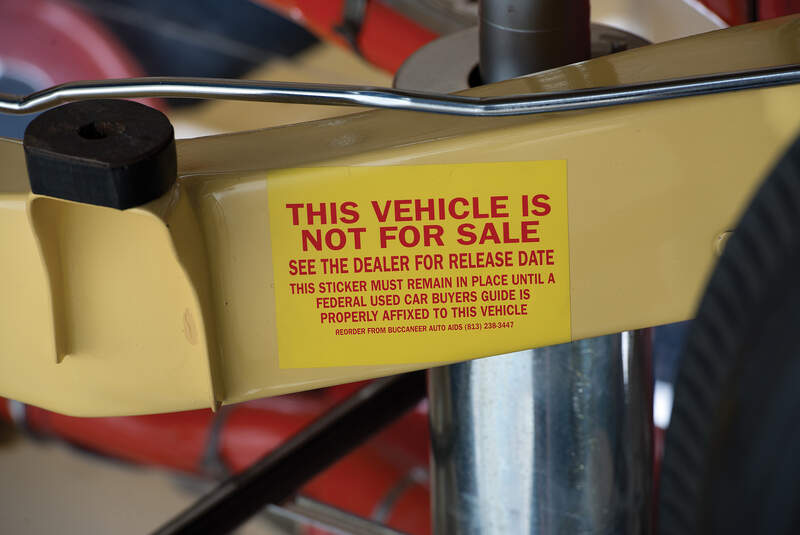 THIS VEHICLE IS
NOT FOR SALE
SEE THE DEALER FOR RELEASE DATE
THIS STICKER MUST REMAIN IN PLACE UNTIL A
FEDERAL USED CAR BUYERS GUIDE IS
PROPERLY AFFIXED TO THIS VEHICLE
REORDER FROM BUCCANEER AUTO AIDS (813) 238-3447